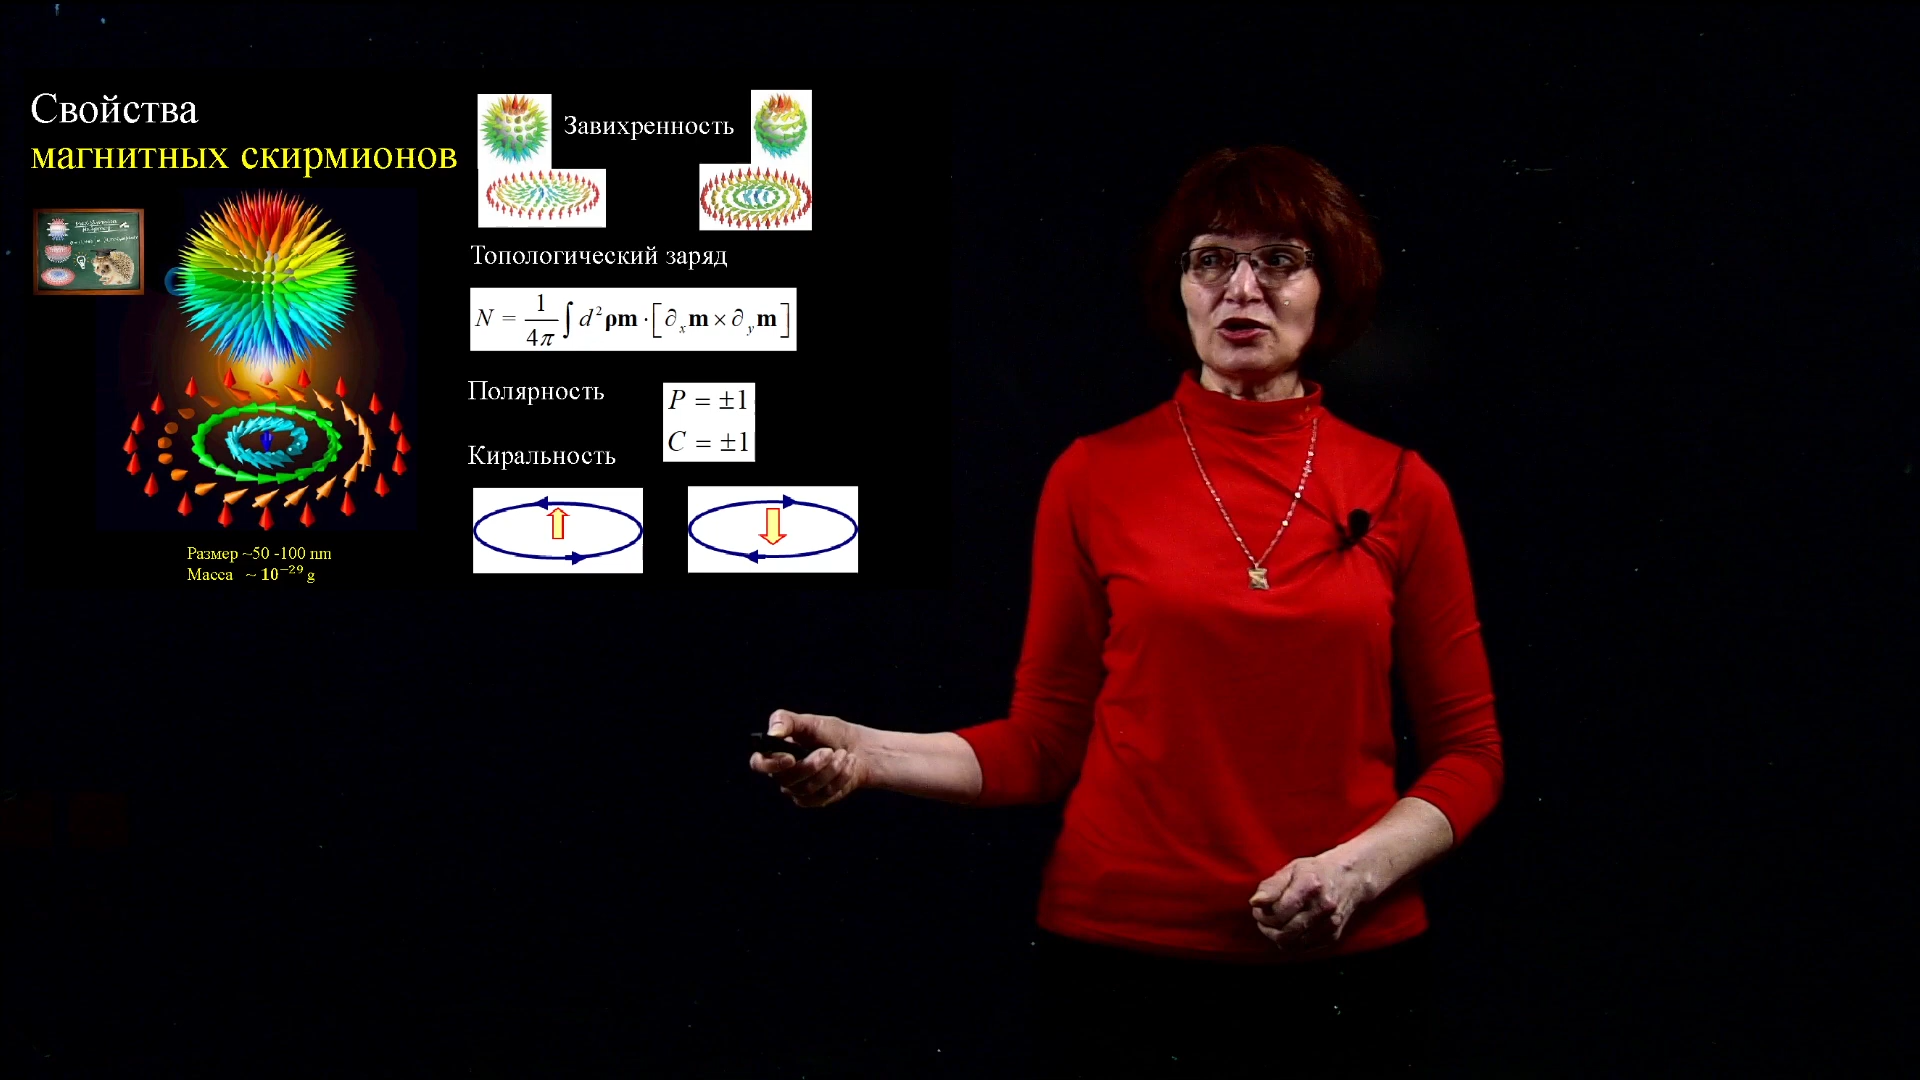 Свойства
магнитных скирмионов
Размер ~50 -100 nm
Масса ~ 10⁻²⁹ g
Завихренность
Топологический заряд
N = 1/4π ∫ d²ρm · [∂ₓm × ∂ᵧm]
Полярность
P = ±1
C = ±1
Киральность